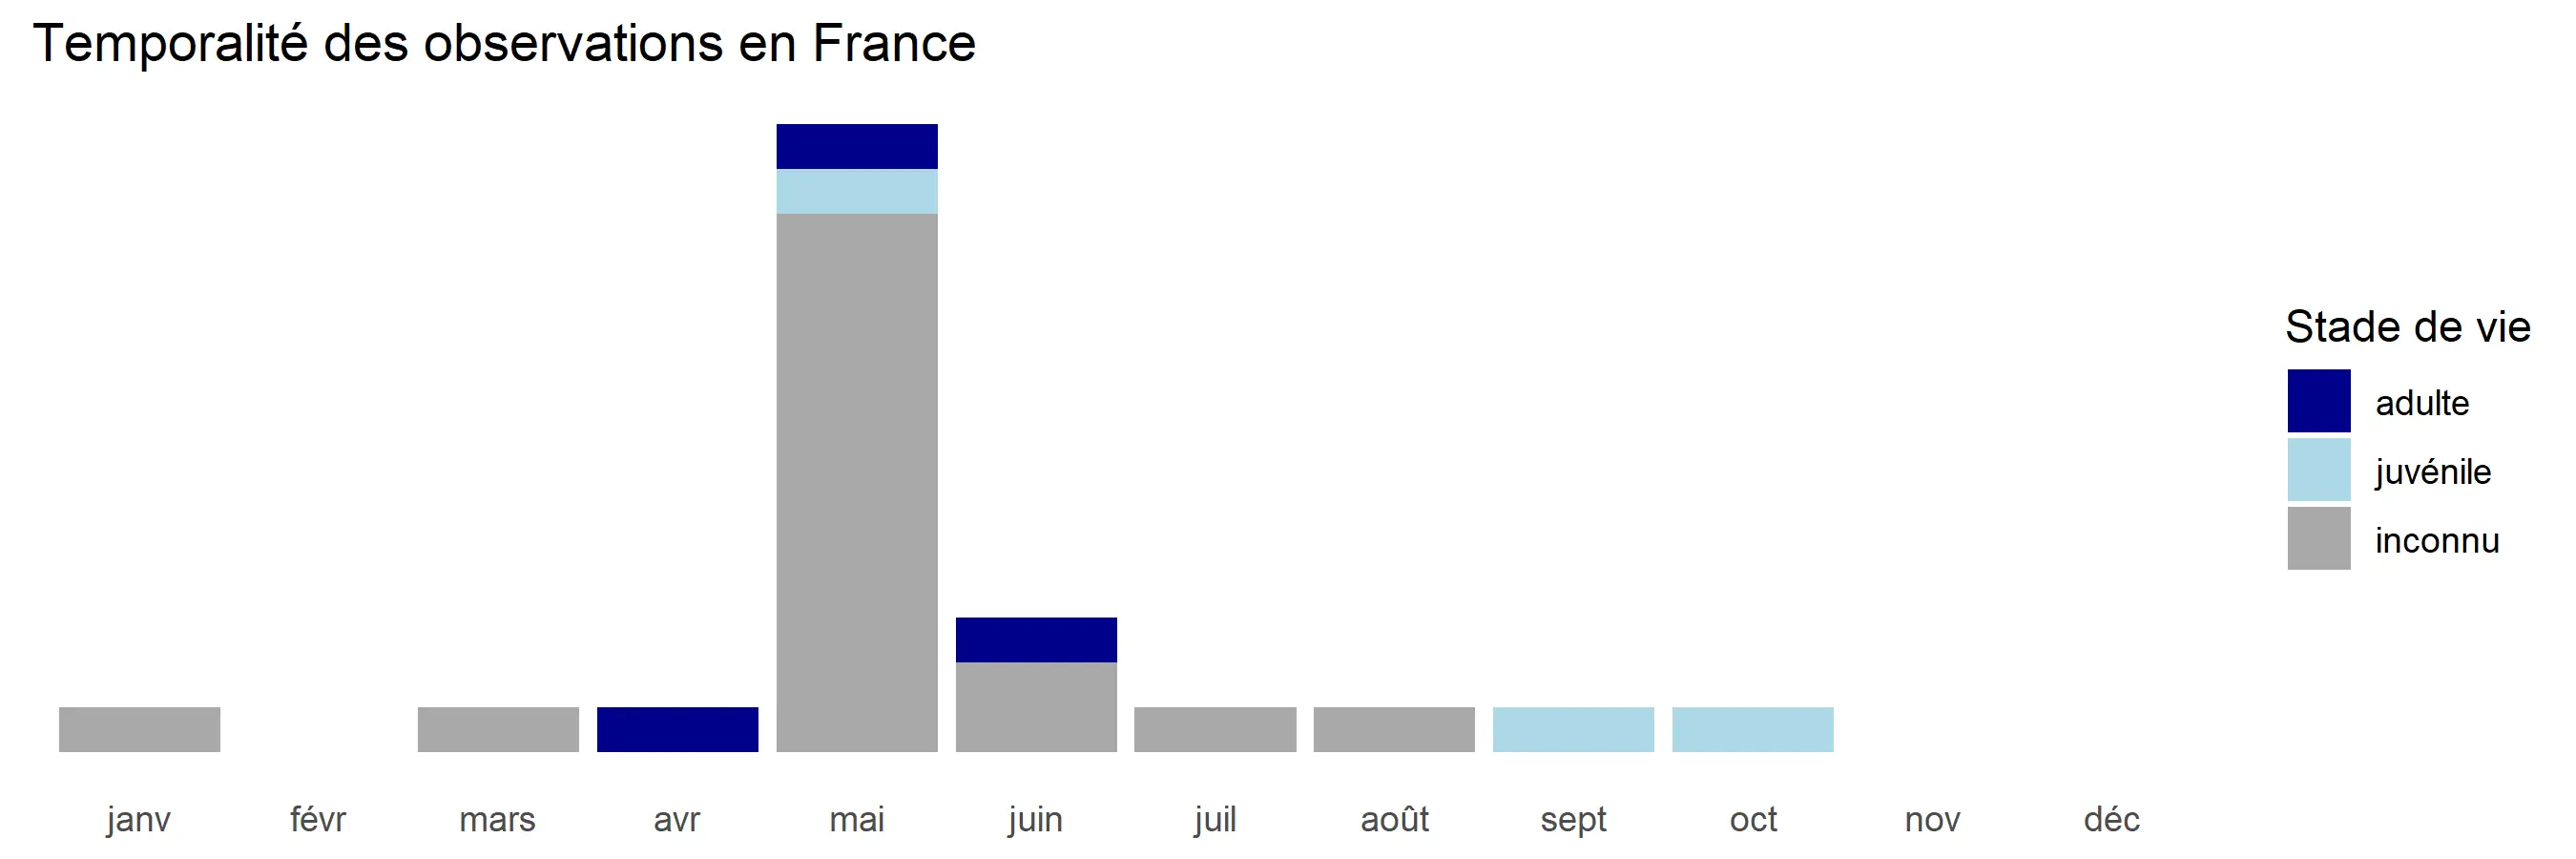 Temporalité des observations en France
Stade de vie
adulte
juvénile
inconnu
janv févr mars avr mai juin juil août sept oct nov déc